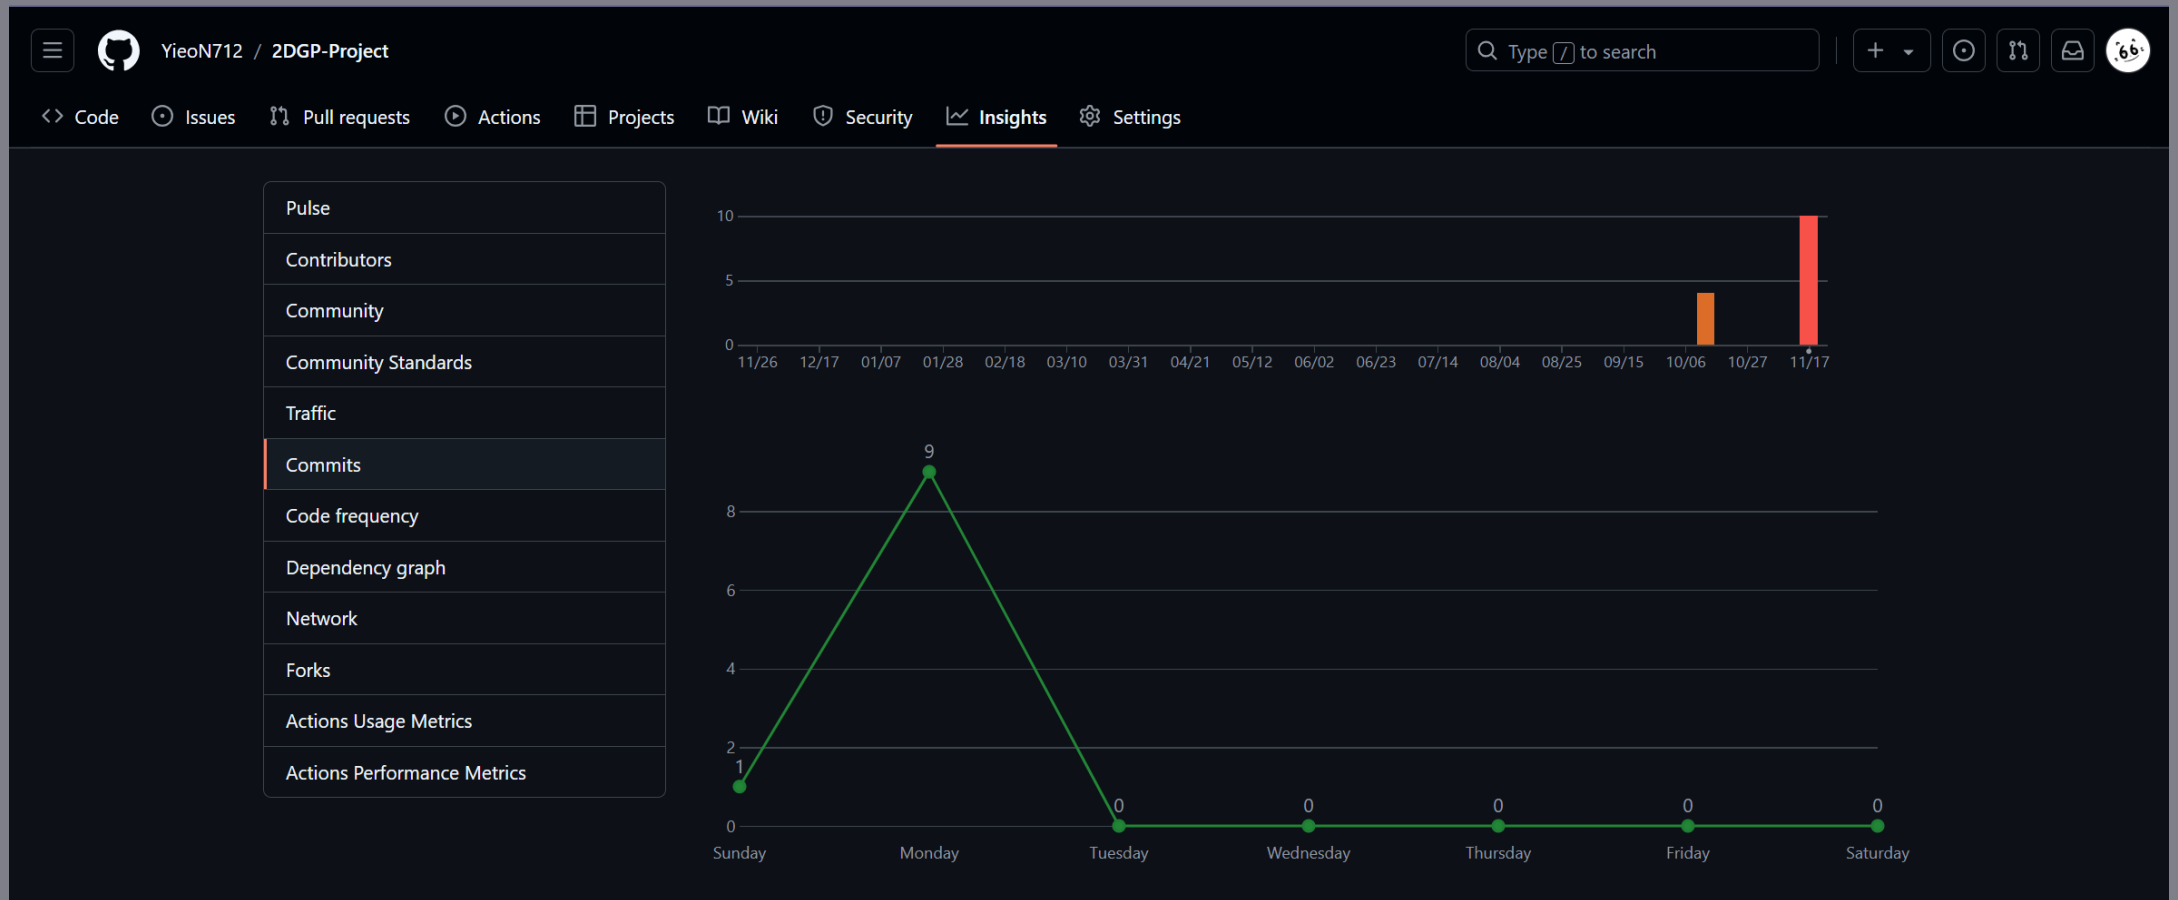 YieoN712 / 2DGP-Project
Type / to search
Code Issues Pull requests Actions Projects Wiki Security Insights Settings
Pulse
Contributors
Community
Community Standards
Traffic
Commits
Code frequency
Dependency graph
Network
Forks
Actions Usage Metrics
Actions Performance Metrics
10
5
0
11/26 12/17 01/07 01/28 02/18 03/10 03/31 04/21 05/12 06/02 06/23 07/14 08/04 08/25 09/15 10/06 10/27 11/17
9
8
6
4
2
1
0 0 0 0 0
0
Sunday Monday Tuesday Wednesday Thursday Friday Saturday